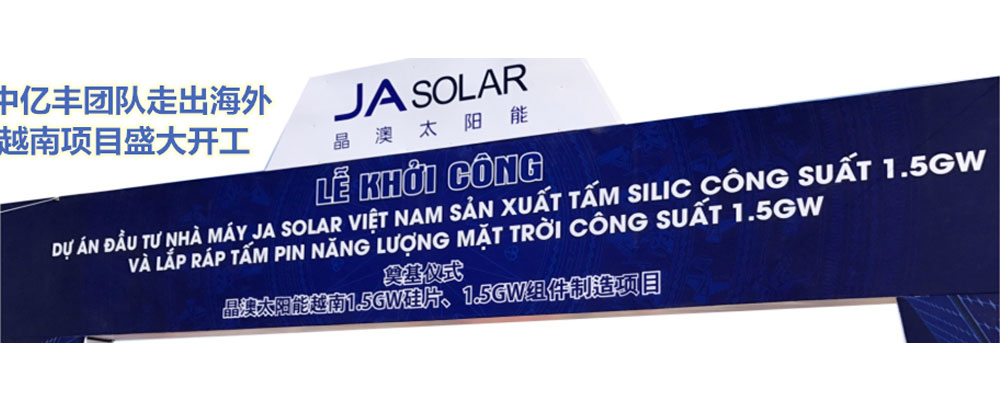 中亿丰团队走出海外
越南项目盛大开工
JA SOLAR
晶澳太阳能
LỄ KHỞI CÔNG
DỰ ÁN ĐẦU TƯ NHÀ MÁY JA SOLAR VIỆT NAM SẢN XUẤT TẤM SILIC CÔNG SUẤT 1.5GW
VÀ LẮP RÁP TẤM PIN NĂNG LƯỢNG MẶT TRỜI CÔNG SUẤT 1.5GW
奠基仪式
晶澳太阳能越南1.5GW硅片、1.5GW组件制造项目